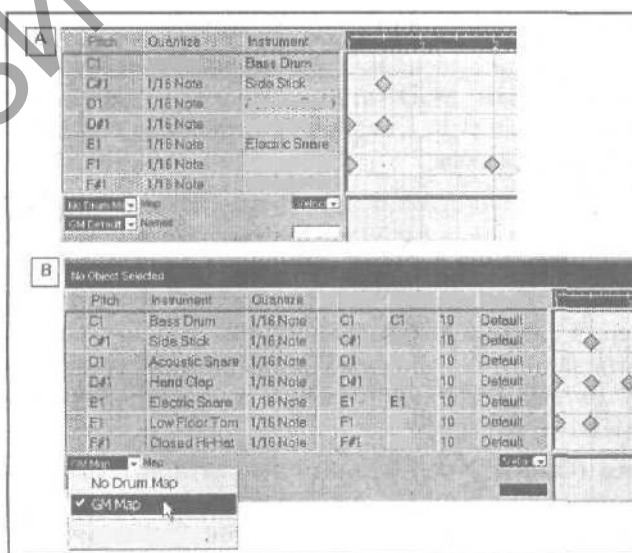 A
Pitch Quantize Instrument
1 2
C1 Bass Drum
C#1 1/16 Note Side Stick
D1 1/16 Note
D#1 1/16 Note
E1 1/16 Note Electric Snare
F1 1/16 Note
F#1 1/16 Note
No Drum Map
GM Default Names
B
No Object Selected
Pitch Instrument Quantize
C1 Bass Drum 1/16 Note C1 C1 10 Default
C#1 Side Stick 1/16 Note C#1 10 Default
D1 Acoustic Snare 1/16 Note D1 10 Default
D#1 Hand Clap 1/16 Note D#1 10 Default
E1 Electric Snare 1/16 Note E1 E1 10 Default
F1 Low Floor Tom 1/16 Note F1 10 Default
F#1 Closed Hi-Hat 1/16 Note F#1 10 Default
GM Map Map
No Drum Map
✓ GM Map